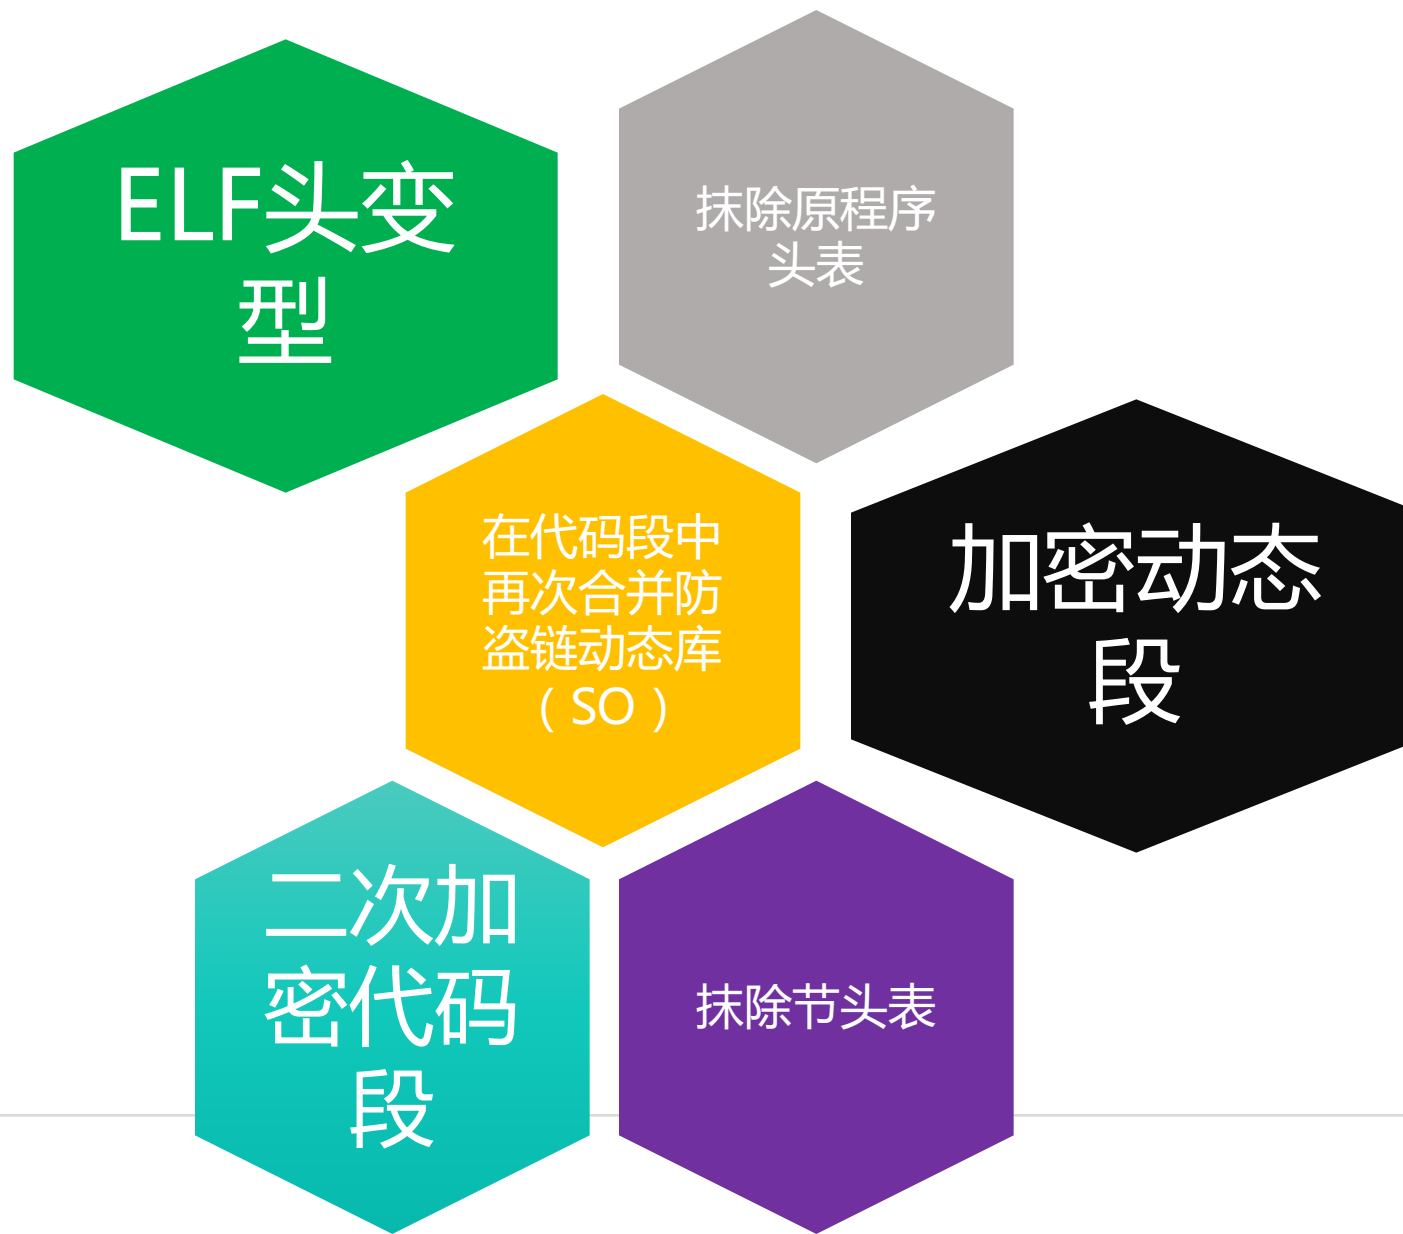 ELF头变
型
抹除原程序
头表
在代码段中
再次合并防
盗链动态库
（SO）
加密动态
段
二次加
密代码
段
抹除节头表